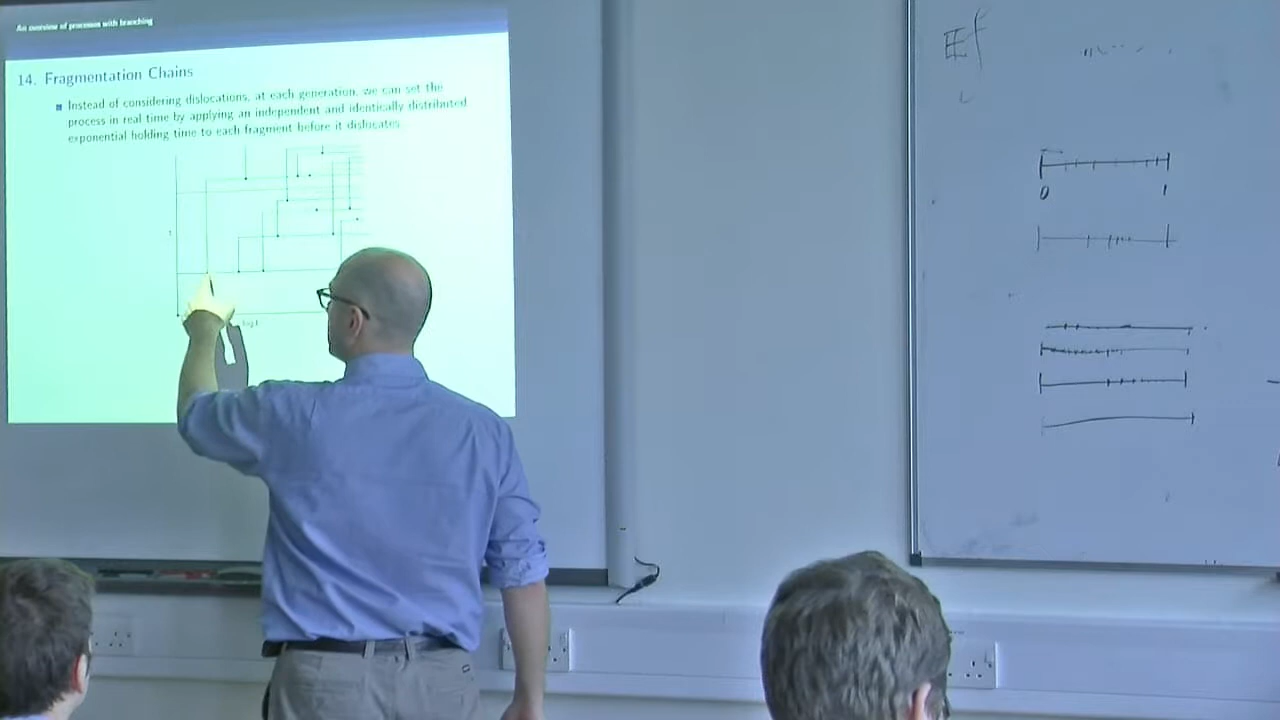 An overview of processes with branching
14. Fragmentation Chains
Instead of considering dislocations, at each generation, we can set the
process in real time by applying an independent and identically distributed
exponential holding time to each fragment before it dislocates.
0 1